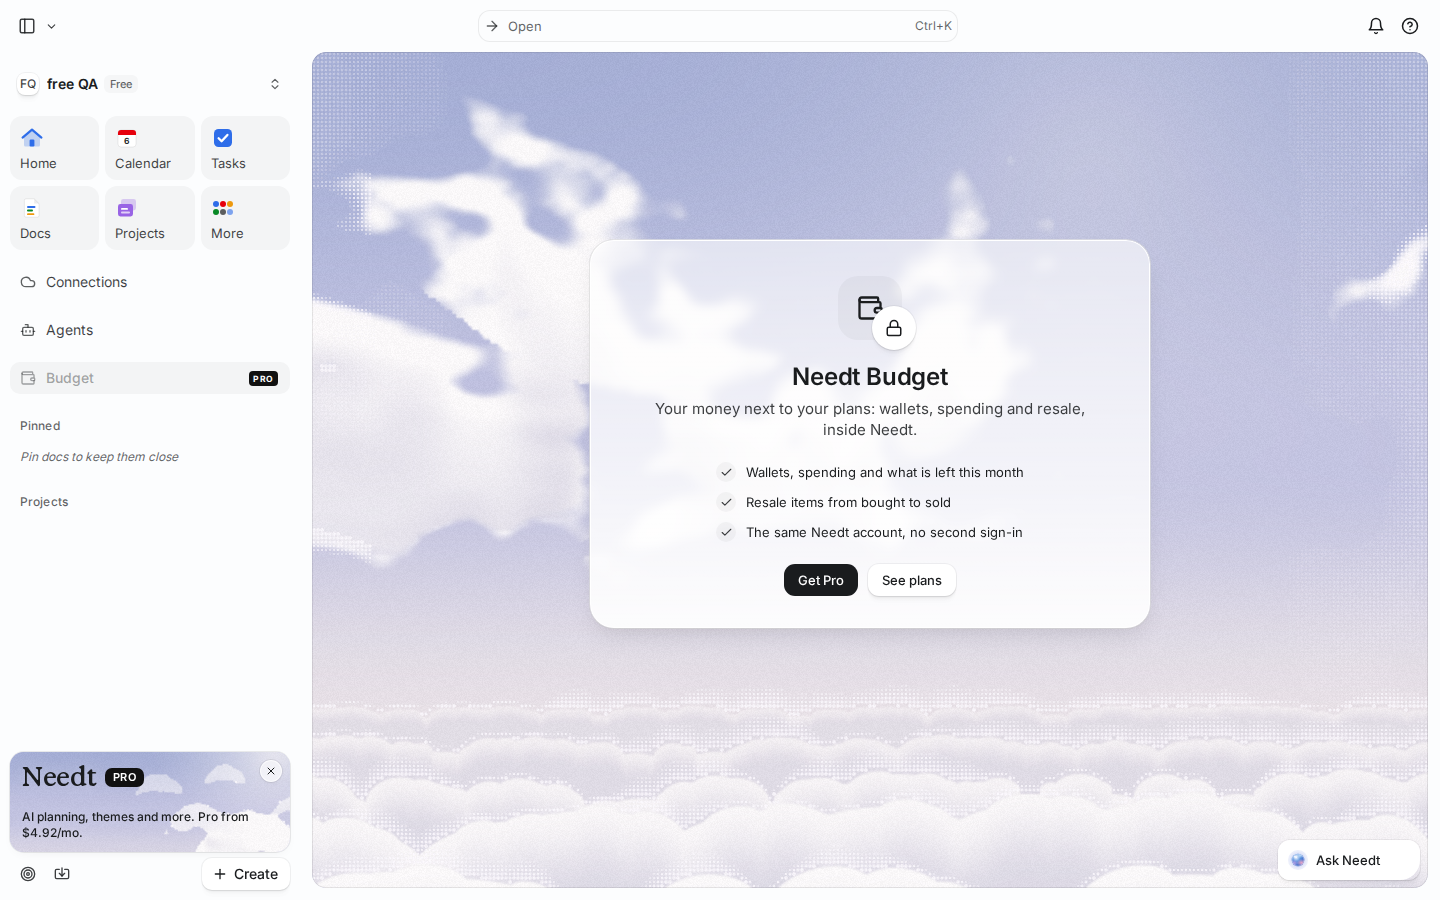 Open
Ctrl+K
FQ
free QA
Free
Home
6
Calendar
Tasks
Docs
Projects
More
Connections
Agents
Budget
PRO
Pinned
Pin docs to keep them close
Projects
Needt Budget
Your money next to your plans: wallets, spending and resale,
inside Needt.
Wallets, spending and what is left this month
Resale items from bought to sold
The same Needt account, no second sign-in
Get Pro
See plans
Needt
PRO
AI planning, themes and more. Pro from
$4.92/mo.
Create
Ask Needt